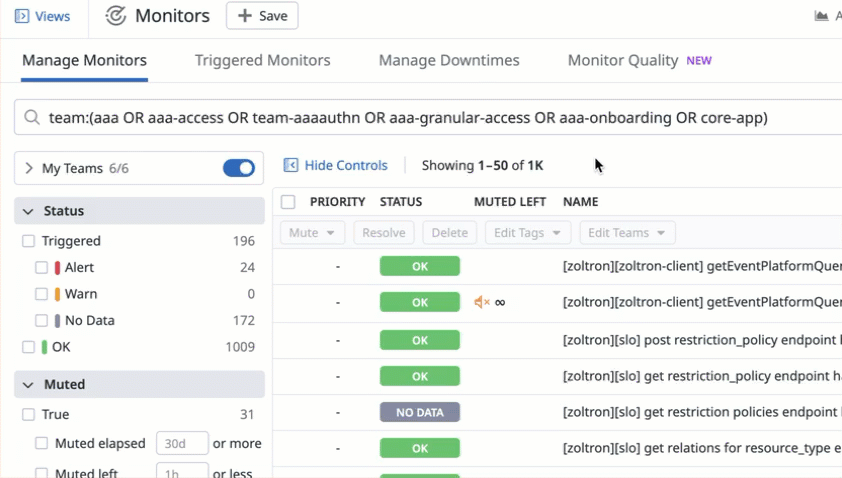 Views
Monitors
+ Save
Manage Monitors
Triggered Monitors
Manage Downtimes
Monitor Quality NEW
team:(aaa OR aaa-access OR team-aaaauthn OR aaa-granular-access OR aaa-onboarding OR core-app)
My Teams 6/6
Hide Controls
Showing 1–50 of 1K
Status
Triggered 196
Alert 24
Warn 0
No Data 172
OK 1009
Muted
True 31
Muted elapsed 30d or more
Muted left 1h or less
PRIORITY STATUS MUTED LEFT NAME
Mute Resolve Delete Edit Tags Edit Teams
- OK [zoltron][zoltron-client] getEventPlatformQue
- OK ∞ [zoltron][zoltron-client] getEventPlatformQue
- OK [zoltron][slo] post restriction_policy endpoint
- OK [zoltron][slo] get restriction_policy endpoint h
- NO DATA [zoltron][slo] get restriction policies endpoint
- OK [zoltron][slo] get relations for resource_type e